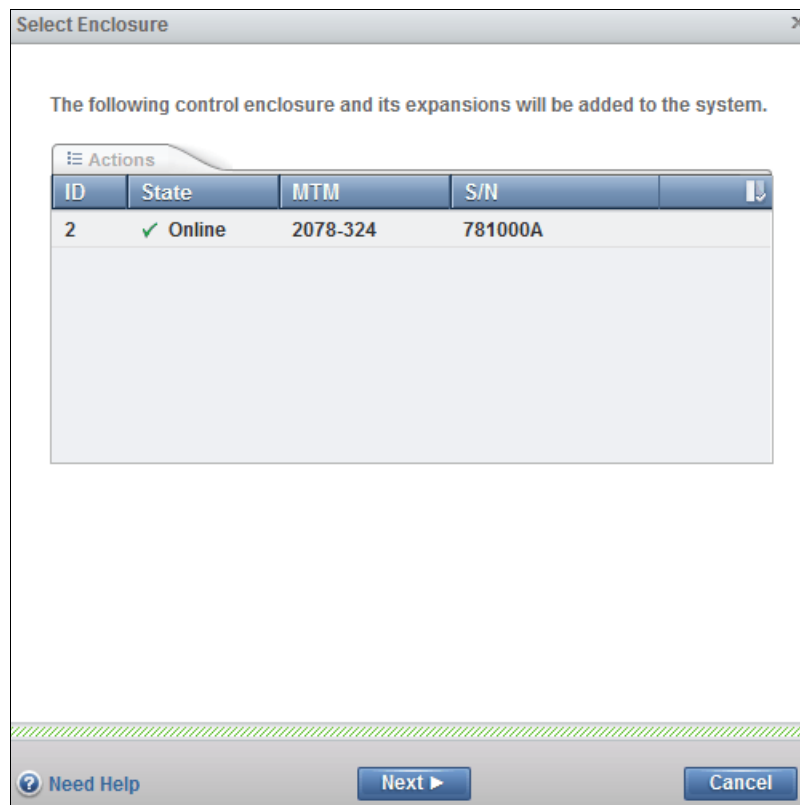 Select Enclosure
The following control enclosure and its expansions will be added to the system.
Actions
ID State MTM S/N
2 Online 2078-324 781000A
Need Help Next Cancel